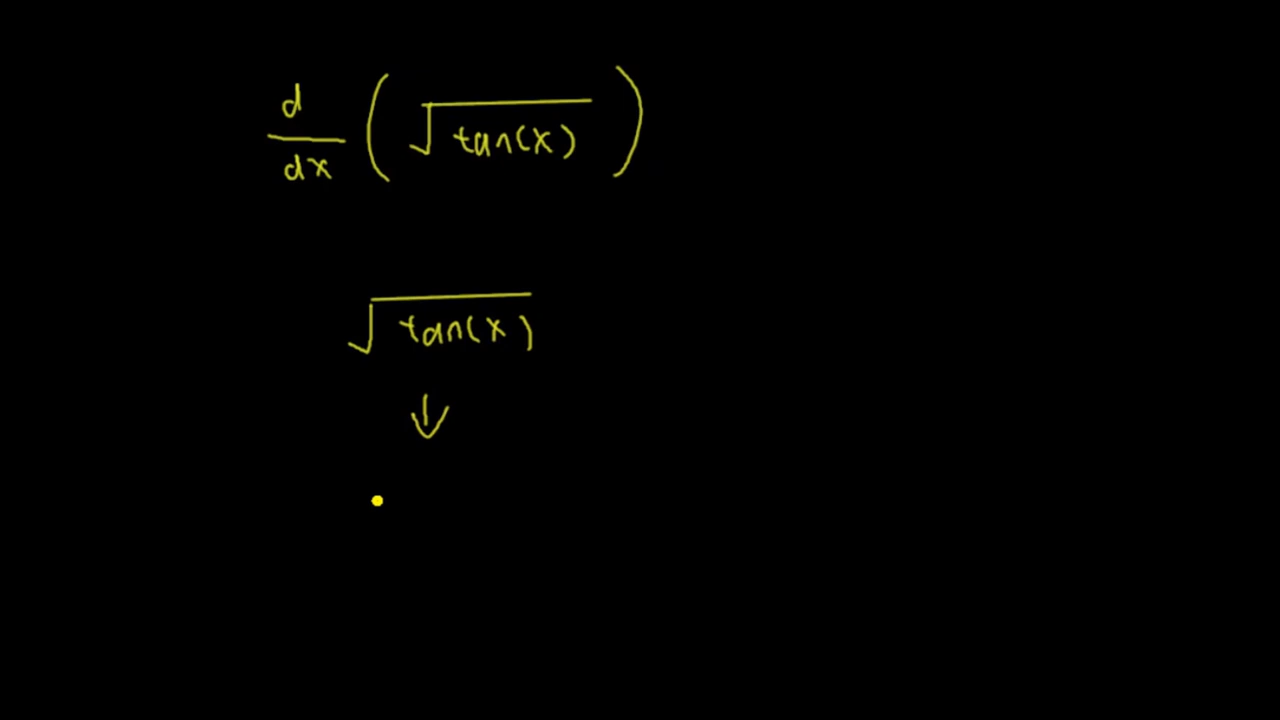 d/dx (√tan(x))
√tan(x)
↓